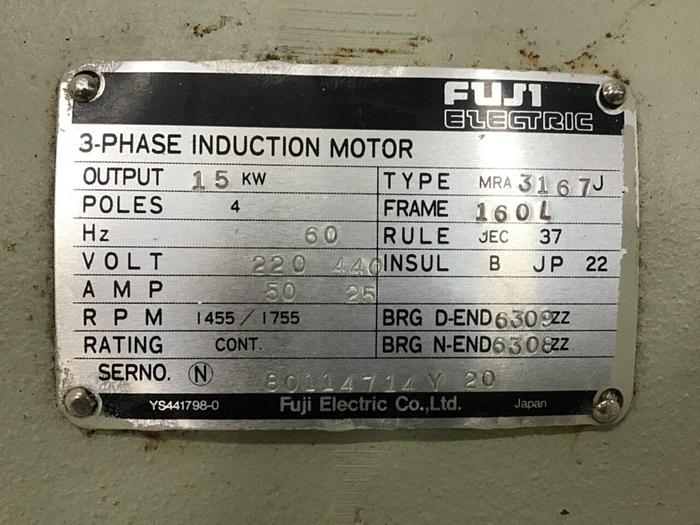 FUJI
ELECTRIC
3-PHASE INDUCTION MOTOR
OUTPUT 15 KW TYPE MRA 3167J
POLES 4 FRAME 160L
Hz 60 RULE JEC 37
VOLT 220 440 INSUL B JP 22
AMP 50 25
RPM 1455/1755 BRG D-END 6309ZZ
RATING CONT. BRG N-END 6308ZZ
SERNO. N 80114714Y 20
YS441798-0 Fuji Electric Co.,Ltd. Japan